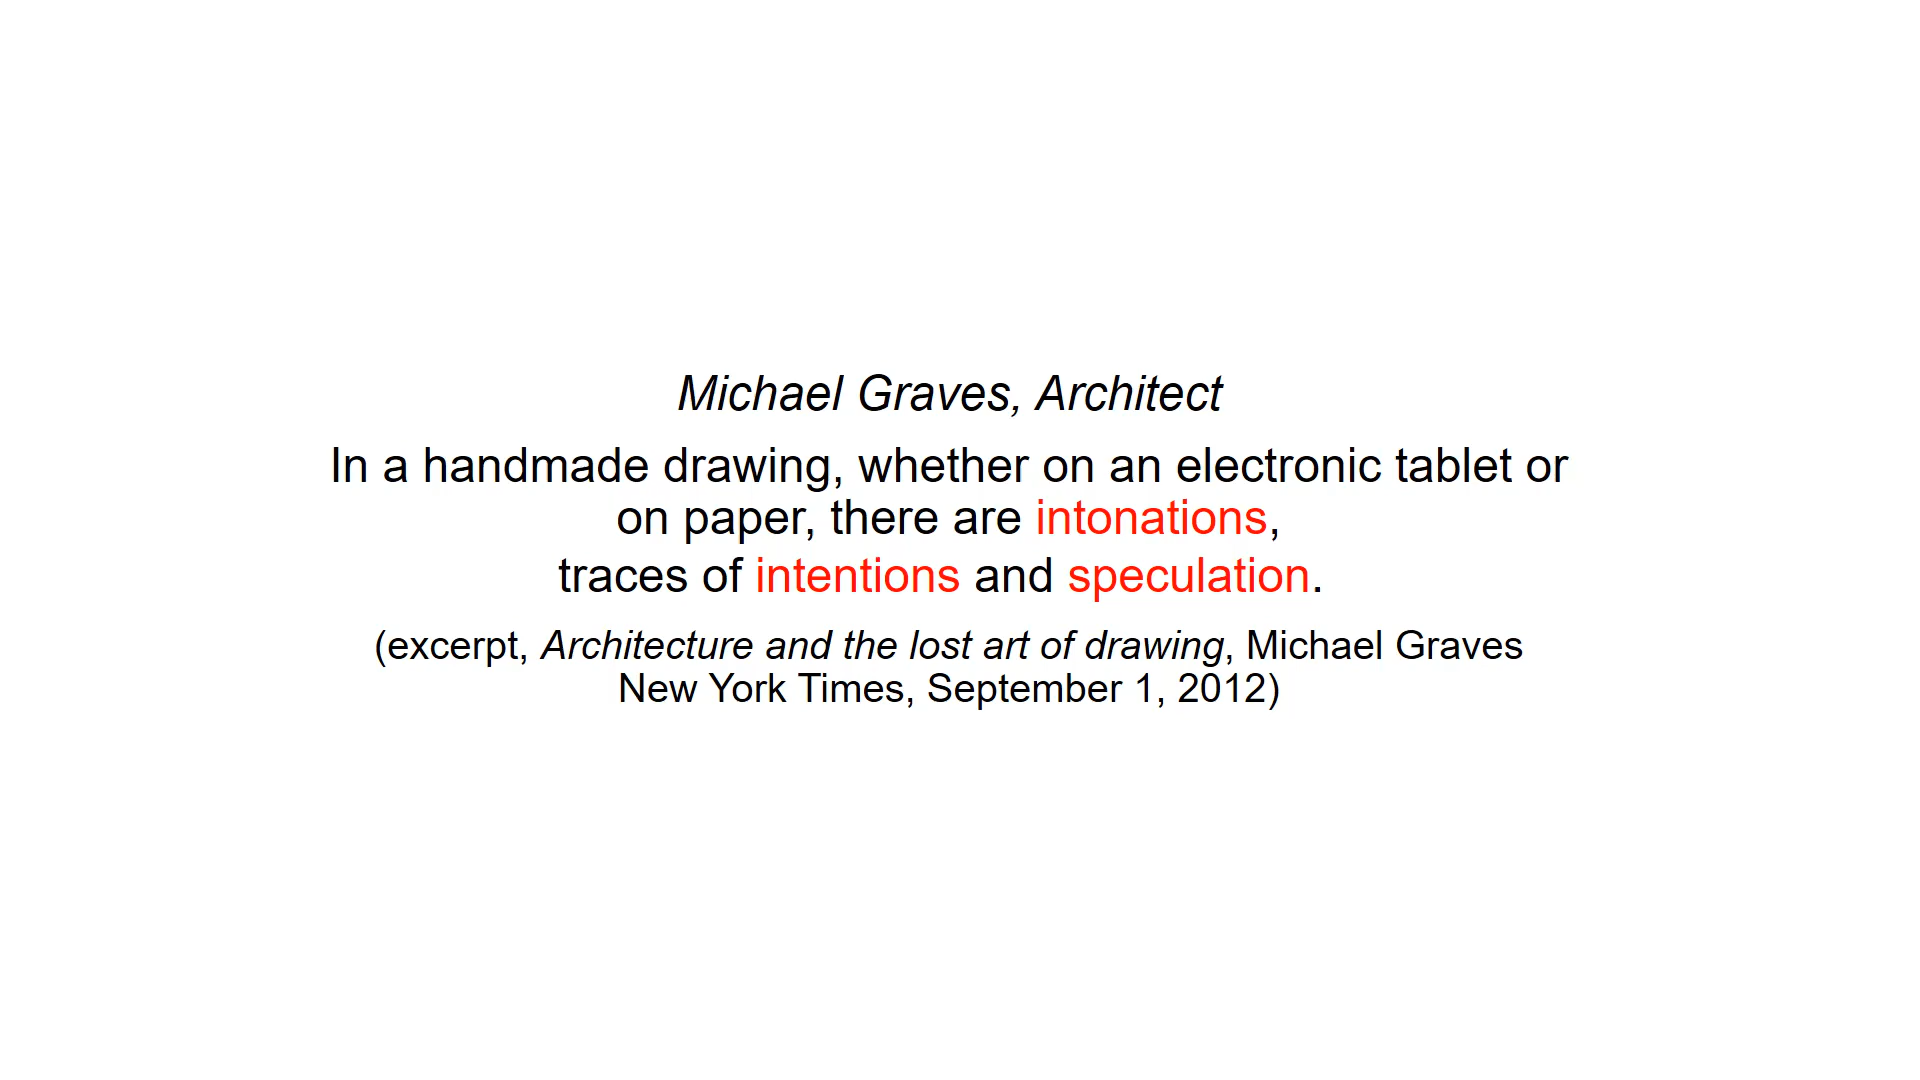 Michael Graves, Architect
In a handmade drawing, whether on an electronic tablet or
on paper, there are intonations,
traces of intentions and speculation.
(excerpt, Architecture and the lost art of drawing, Michael Graves
New York Times, September 1, 2012)